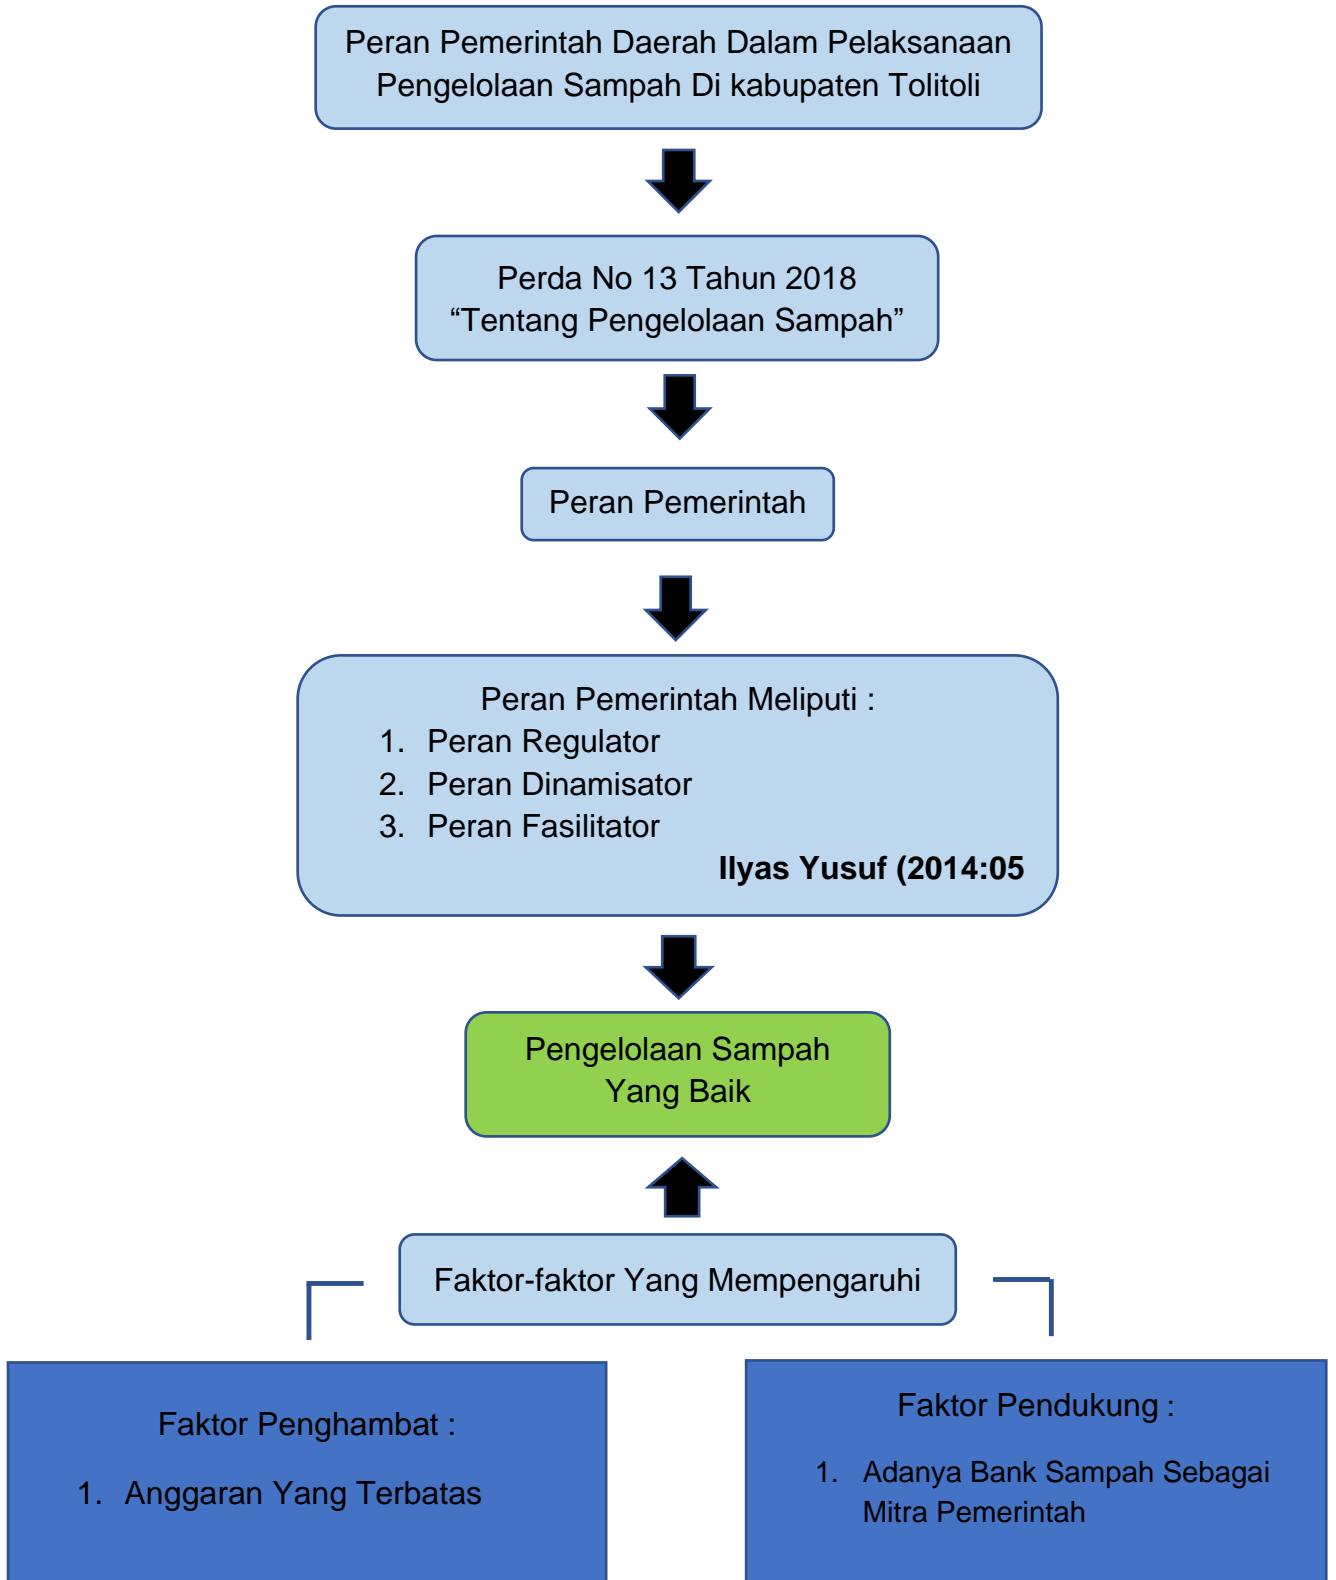 Peran Pemerintah Daerah Dalam Pelaksanaan
Pengelolaan Sampah Di kabupaten Tolitoli
Perda No 13 Tahun 2018
“Tentang Pengelolaan Sampah”
Peran Pemerintah
Peran Pemerintah Meliputi :
1. Peran Regulator
2. Peran Dinamisator
3. Peran Fasilitator
Ilyas Yusuf (2014:05
Pengelolaan Sampah
Yang Baik
Faktor-faktor Yang Mempengaruhi
Faktor Penghambat :
1. Anggaran Yang Terbatas
Faktor Pendukung :
1. Adanya Bank Sampah Sebagai
Mitra Pemerintah